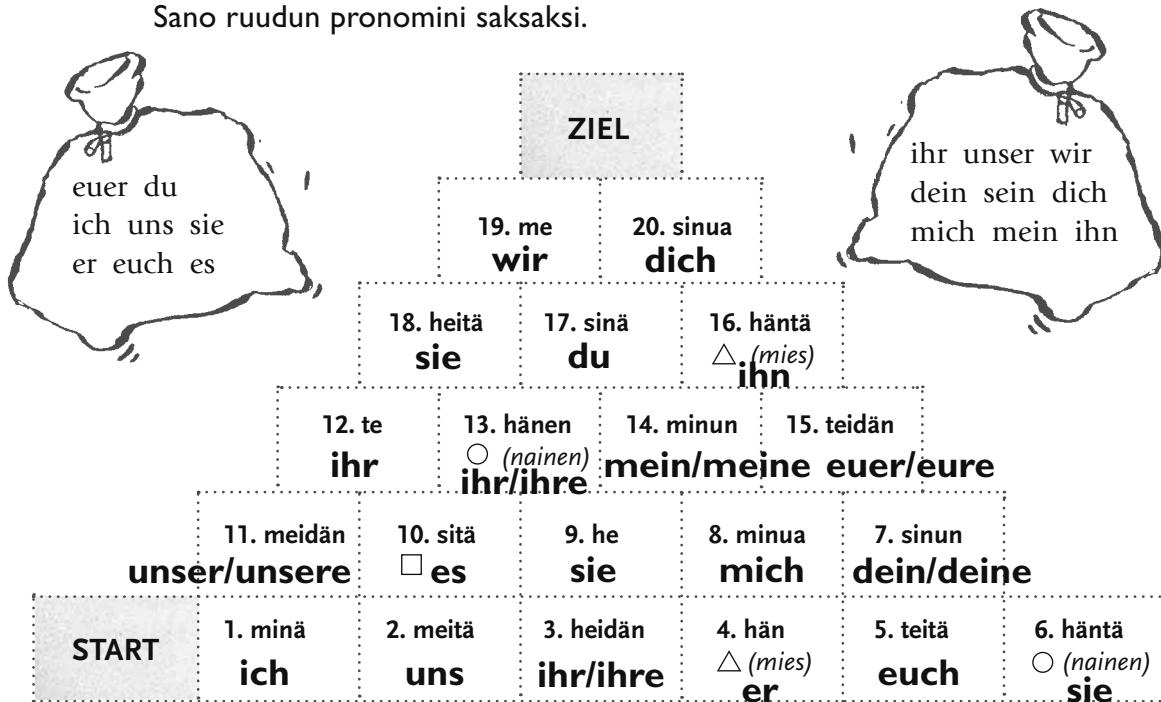 Sano ruudun pronomini saksaksi.
euer du
ich uns sie
er euch es
ihr unser wir
dein sein dich
mich mein ihn
ZIEL
19. me
wir
20. sinua
dich
18. heitä
sie
17. sinä
du
16. häntä
(mies)
ihn
12. te
ihr
13. hänen
(nainen)
ihr/ihre
14. minun
mein/meine
15. teidän
euer/eure
11. meidän
unser/unsere
10. sitä
es
9. he
sie
8. minua
mich
7. sinun
dein/deine
START
1. minä
ich
2. meitä
uns
3. heidän
ihr/ihre
4. hän
(mies)
er
5. teitä
euch
6. häntä
(nainen)
sie